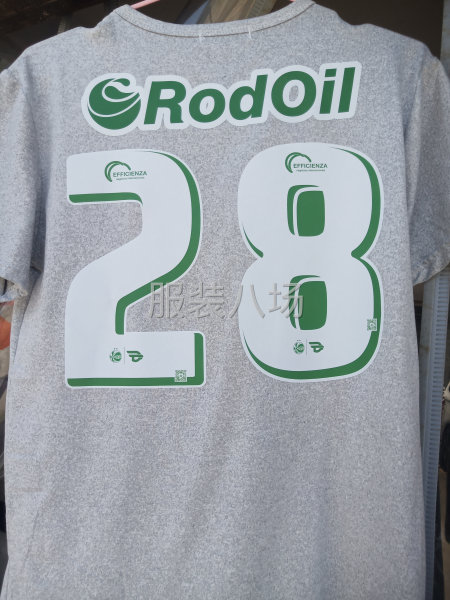 RodOil
EFFICIENZA
EFFICIENZA
28
服装八场